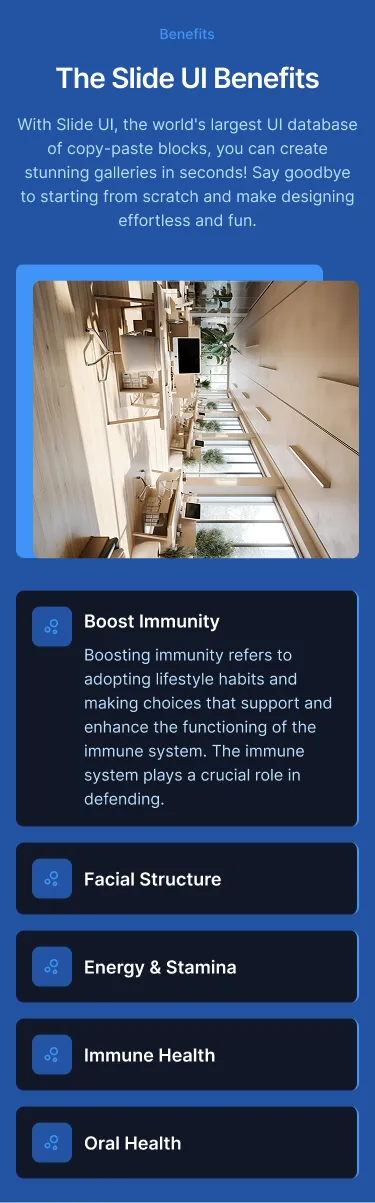 Benefits
The Slide UI Benefits
With Slide UI, the world's largest UI database
of copy-paste blocks, you can create
stunning galleries in seconds! Say goodbye
to starting from scratch and make designing
effortless and fun.
Boost Immunity
Boosting immunity refers to
adopting lifestyle habits and
making choices that support and
enhance the functioning of the
immune system. The immune
system plays a crucial role in
defending.
Facial Structure
Energy & Stamina
Immune Health
Oral Health